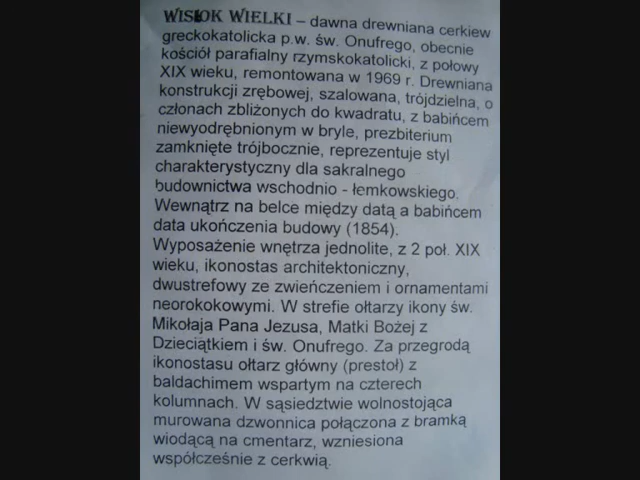 WISŁOK WIELKI – dawna drewniana cerkiew
greckokatolicka p.w. św. Onufrego, obecnie
kościół parafialny rzymskokatolicki, z połowy
XIX wieku, remontowana w 1969 r. Drewniana
konstrukcji zrębowej, szalowana, trójdzielna, o
członach zbliżonych do kwadratu, z babińcem
niewyodrębnionym w bryle, prezbiterium
zamknięte trójbocznie, reprezentuje styl
charakterystyczny dla sakralnego
budownictwa wschodnio - łemkowskiego.
Wewnątrz na belce między datą a babińcem
data ukończenia budowy (1854).
Wyposażenie wnętrza jednolite, z 2 poł. XIX
wieku, ikonostas architektoniczny,
dwustrefowy ze zwieńczeniem i ornamentami
neorokokowymi. W strefie ołtarzy ikony św.
Mikołaja Pana Jezusa, Matki Bożej z
Dzieciątkiem i św. Onufrego. Za przegrodą
ikonostasu ołtarz główny (prestoł) z
baldachimem wspartym na czterech
kolumnach. W sąsiedztwie wolnostojąca
murowana dzwonnica połączona z bramką
wiodącą na cmentarz, wzniesiona
współcześnie z cerkwią.